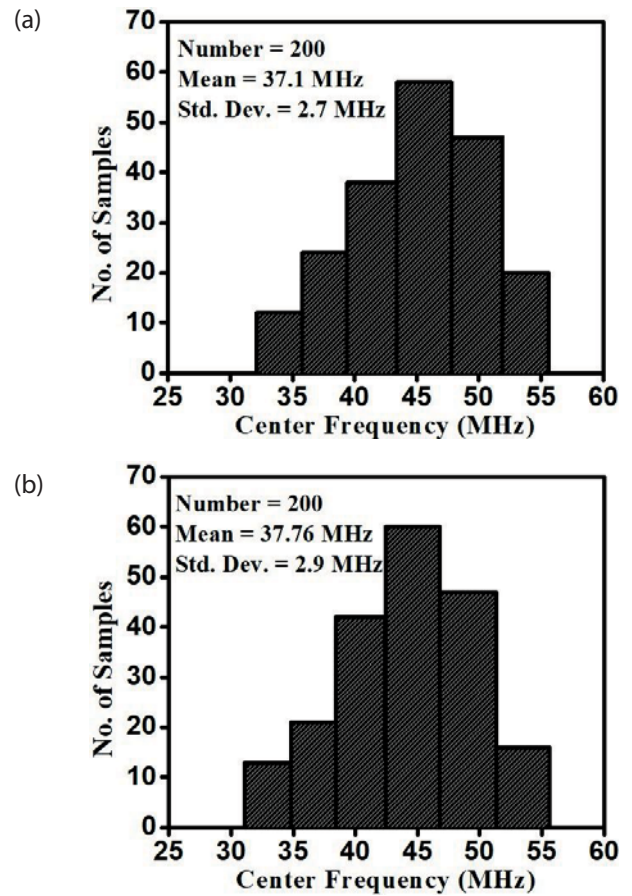 (a)
Number = 200
Mean = 37.1 MHz
Std. Dev. = 2.7 MHz
No. of Samples
70
60
50
40
30
20
10
0
25 30 35 40 45 50 55 60
Center Frequency (MHz)
(b)
Number = 200
Mean = 37.76 MHz
Std. Dev. = 2.9 MHz
No. of Samples
70
60
50
40
30
20
10
0
25 30 35 40 45 50 55 60
Center Frequency (MHz)